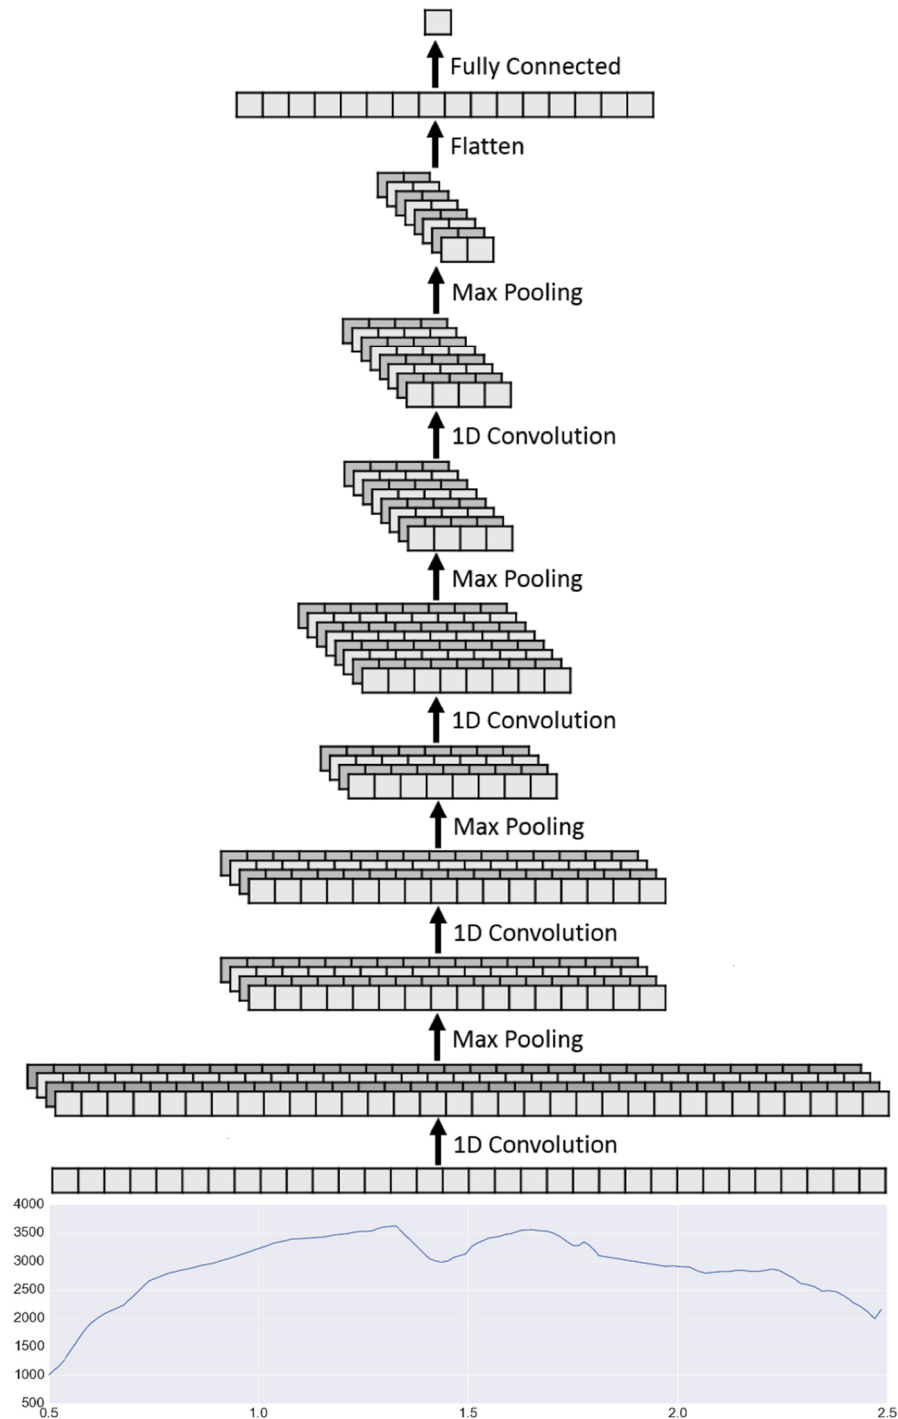 Fully Connected
Flatten
Max Pooling
1D Convolution
Max Pooling
1D Convolution
Max Pooling
1D Convolution
Max Pooling
1D Convolution
4000
3500
3000
2500
2000
1500
1000
500
0.5 1.0 1.5 2.0 2.5